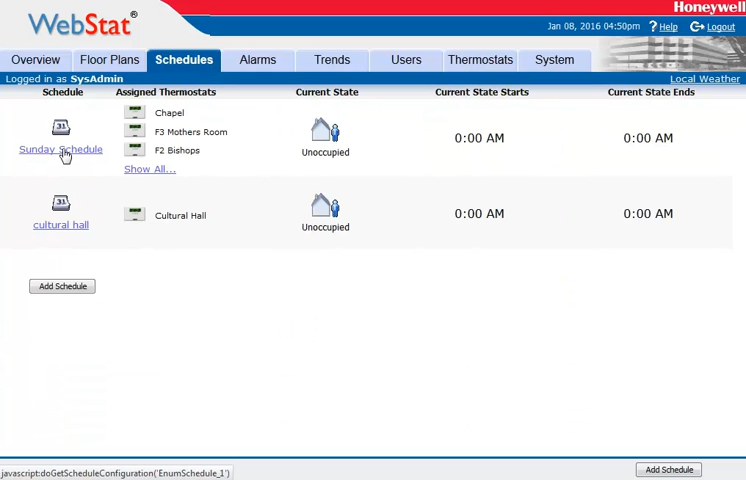 Honeywell
WebStat®
Jan 08, 2016 04:50pm ? Help Logout
Overview Floor Plans Schedules Alarms Trends Users Thermostats System
Logged in as SysAdmin Local Weather
Schedule Assigned Thermostats Current State Current State Starts Current State Ends
31 Chapel
F3 Mothers Room
Sunday Schedule F2 Bishops Unoccupied 0:00 AM 0:00 AM
Show All...
31
cultural hall Cultural Hall Unoccupied 0:00 AM 0:00 AM
Add Schedule
javascript:doGetScheduleConfiguration('EnumSchedule_1') Add Schedule